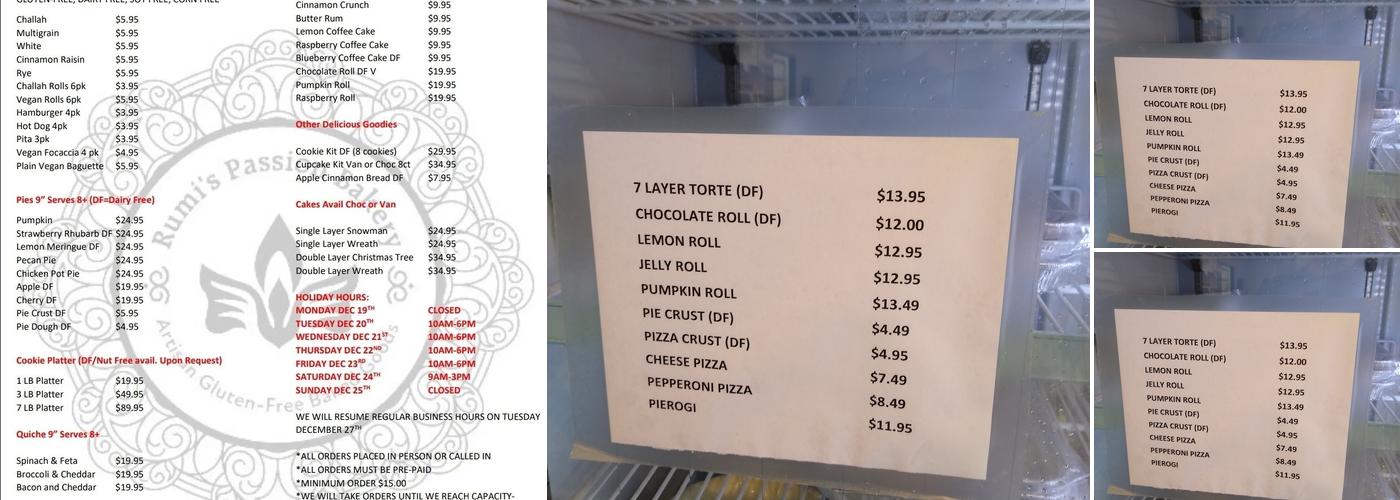 GLUTEN-FREE, DAIRY FREE, SOY FREE, CORN FREE
Challah $5.95
Multigrain $5.95
White $5.95
Cinnamon Raisin $5.95
Rye $5.95
Challah Rolls 6pk $3.95
Vegan Rolls 6pk $5.95
Hamburger 4pk $3.95
Hot Dog 4pk $3.95
Pita 3pk $3.95
Vegan Focaccia 4 pk $4.95
Plain Vegan Baguette $5.95
Pies 9” Serves 8+ (DF=Dairy Free)
Pumpkin $24.95
Strawberry Rhubarb DF $24.95
Lemon Meringue DF $24.95
Pecan Pie $24.95
Chicken Pot Pie $24.95
Apple DF $19.95
Cherry DF $19.95
Pie Crust DF $5.95
Pie Dough DF $4.95
Cookie Platter (DF/Nut Free avail. Upon Request)
1 LB Platter $19.95
3 LB Platter $49.95
7 LB Platter $89.95
Quiche 9” Serves 8+
Spinach & Feta $19.95
Broccoli & Cheddar $19.95
Bacon and Cheddar $19.95
Cinnamon Crunch $9.95
Butter Rum $9.95
Lemon Coffee Cake $9.95
Raspberry Coffee Cake $9.95
Blueberry Coffee Cake DF $9.95
Chocolate Roll DF V $19.95
Pumpkin Roll $19.95
Raspberry Roll $19.95
Other Delicious Goodies
Cookie Kit DF (8 cookies) $29.95
Cupcake Kit Van or Choc 8ct $34.95
Apple Cinnamon Bread DF $7.95
Cakes Avail Choc or Van
Single Layer Snowman $24.95
Single Layer Wreath $24.95
Double Layer Christmas Tree $34.95
Double Layer Wreath $34.95
HOLIDAY HOURS:
MONDAY DEC 19TH CLOSED
TUESDAY DEC 20TH 10AM-6PM
WEDNESDAY DEC 21ST 10AM-6PM
THURSDAY DEC 22ND 10AM-6PM
FRIDAY DEC 23RD 10AM-6PM
SATURDAY DEC 24TH 9AM-3PM
SUNDAY DEC 25TH CLOSED
WE WILL RESUME REGULAR BUSINESS HOURS ON TUESDAY
DECEMBER 27TH
*ALL ORDERS PLACED IN PERSON OR CALLED IN
*ALL ORDERS MUST BE PRE-PAID
*MINIMUM ORDER $15.00
*WE WILL TAKE ORDERS UNTIL WE REACH CAPACITY-
Rumi's Passion Bakery
Artisan Gluten-Free Baked Goods
7 LAYER TORTE (DF) $13.95
CHOCOLATE ROLL (DF) $12.00
LEMON ROLL $12.95
JELLY ROLL $12.95
PUMPKIN ROLL $13.49
PIE CRUST (DF) $4.49
PIZZA CRUST (DF) $4.95
CHEESE PIZZA $7.49
PEPPERONI PIZZA $8.49
PIEROGI $11.95
7 LAYER TORTE (DF) $13.95
CHOCOLATE ROLL (DF) $12.00
LEMON ROLL $12.95
JELLY ROLL $12.95
PUMPKIN ROLL $13.49
PIE CRUST (DF) $4.49
PIZZA CRUST (DF) $4.95
CHEESE PIZZA $7.49
PEPPERONI PIZZA $8.49
PIEROGI $11.95
7 LAYER TORTE (DF) $13.95
CHOCOLATE ROLL (DF) $12.00
LEMON ROLL $12.95
JELLY ROLL $12.95
PUMPKIN ROLL $13.49
PIE CRUST (DF) $4.49
PIZZA CRUST (DF) $4.95
CHEESE PIZZA $7.49
PEPPERONI PIZZA $8.49
PIEROGI $11.95